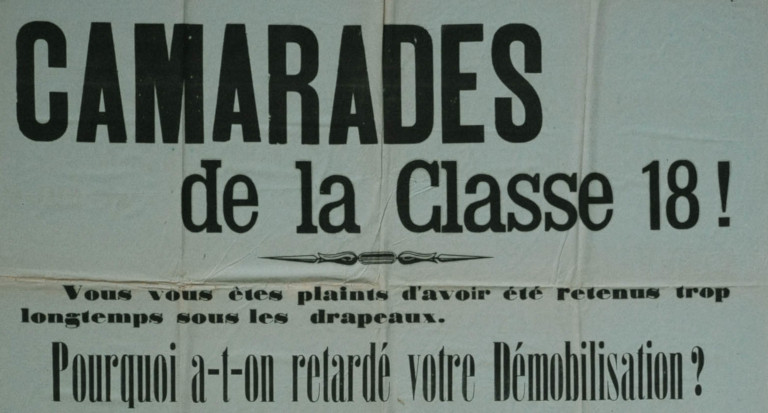 CAMARADES
de la Classe 18 !
Vous vous êtes plaints d'avoir été retenus trop
longtemps sous les drapeaux.
Pourquoi a-t-on retardé votre Démobilisation ?